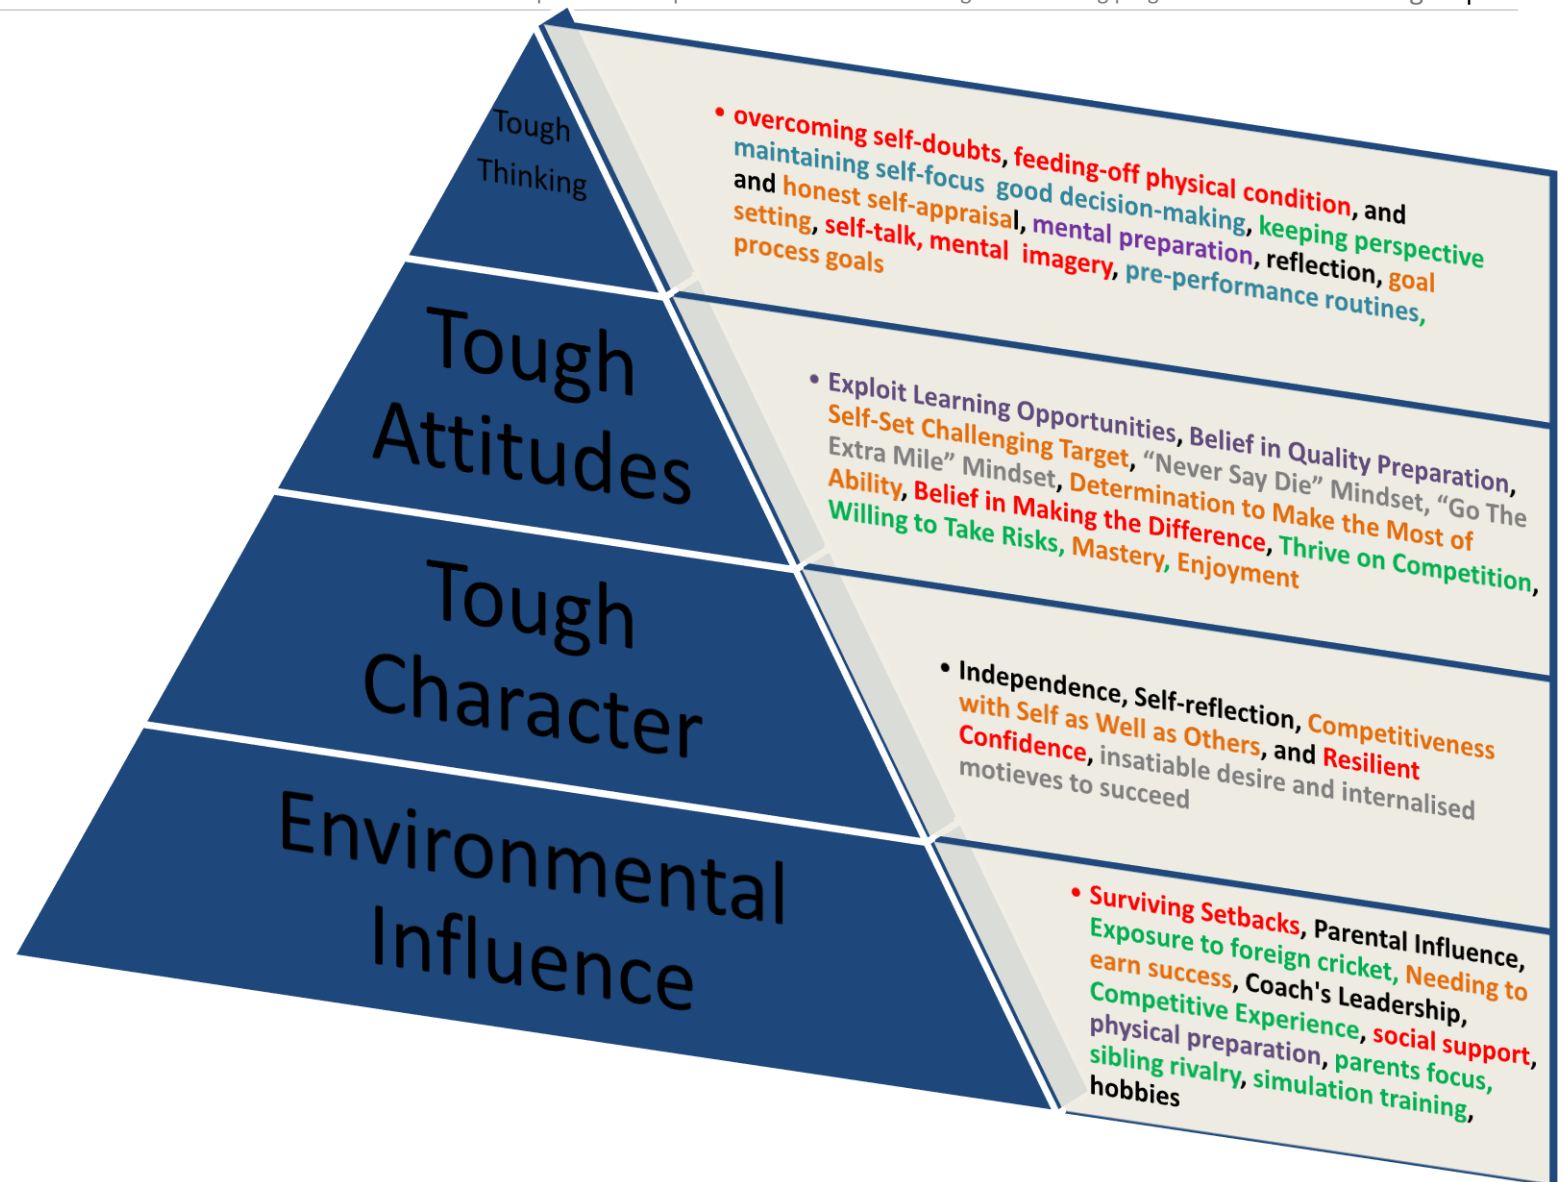 Tough
Thinking
• overcoming self-doubts, feeding-off physical condition, and
maintaining self-focus good decision-making, keeping perspective
and honest self-appraisal, mental preparation, reflection, goal
setting, self-talk, mental imagery, pre-performance routines,
process goals
Tough
Attitudes
• Exploit Learning Opportunities, Belief in Quality Preparation,
Self-Set Challenging Target, “Never Say Die” Mindset, “Go The
Extra Mile” Mindset, Determination to Make the Most of
Ability, Belief in Making the Difference, Thrive on Competition,
Willing to Take Risks, Mastery, Enjoyment
Tough
Character
• Independence, Self-reflection, Competitiveness
with Self as Well as Others, and Resilient
Confidence, insatiable desire and internalised
motieves to succeed
Environmental
Influence
• Surviving Setbacks, Parental Influence,
Exposure to foreign cricket, Needing to
earn success, Coach's Leadership,
Competitive Experience, social support,
physical preparation, parents focus,
sibling rivalry, simulation training,
hobbies